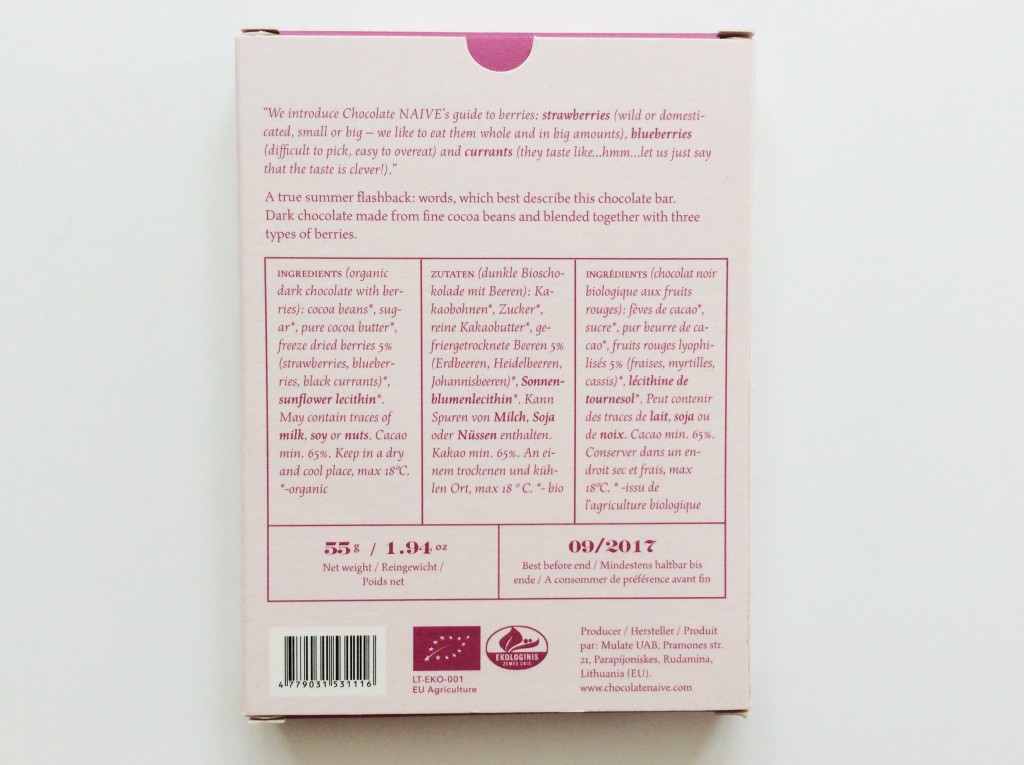 “We introduce Chocolate NAIVE’s guide to berries: strawberries (wild or domesti-
cated, small or big – we like to eat them whole and in big amounts), blueberries
(difficult to pick, easy to overeat) and currants (they taste like...hmm...let us just say
that the taste is clever!).”
A true summer flashback: words, which best describe this chocolate bar.
Dark chocolate made from fine cocoa beans and blended together with three
types of berries.
INGREDIENTS (organic
dark chocolate with ber-
ries): cocoa beans*, sug-
ar*, pure cocoa butter*,
freeze dried berries 5%
(strawberries, blueber-
ries, black currants)*,
sunflower lecithin*.
May contain traces of
milk, soy or nuts. Cacao
min. 65%. Keep in a dry
and cool place, max 18ºC.
*-organic
ZUTATEN (dunkle Bioscho-
kolade mit Beeren): Ka-
kaobohnen*, Zucker*,
reine Kakaobutter*, ge-
friergetrocknete Beeren 5%
(Erdbeeren, Heidelbeeren,
Johannisbeeren)*, Sonnen-
blumenlecithin*. Kann
Spuren von Milch, Soja
oder Nüssen enthalten.
Kakao min. 65%. An ei-
nem trockenen und küh-
len Ort, max 18 º C. *- bio
INGRÉDIENTS (chocolat noir
biologique aux fruits
rouges): fèves de cacao*,
sucre*, pur beurre de ca-
cao*, fruits rouges lyophi-
lisés 5% (fraises, myrtilles,
cassis)*, lécithine de
tournesol*. Peut contenir
des traces de lait, soja ou
de noix. Cacao min. 65%.
Conserver dans un en-
droit sec et frais, max
18ºC. * -issu de
l’agriculture biologique
55 g / 1.94 oz
Net weight / Reingewicht /
Poids net
09/2017
Best before end / Mindestens haltbar bis
ende / A consommer de préférence avant fin
4 779031 531116
LT-EKO-001
EU Agriculture
EKOLOGINIS
ŽEMĖS ŪKIS
Producer / Hersteller / Produit
par: Mulate UAB, Pramones str.
21, Parapijoniskes, Rudamina,
Lithuania (EU).
www.chocolatenaive.com